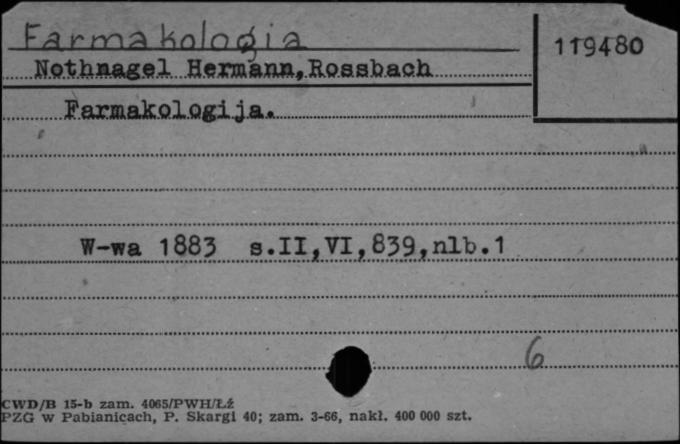 Farmakologia
119480
Nothnagel Hermann,Rossbach
Farmakologija.
W-wa 1883 s.II,VI,839,nlb.1
6
CWD/B 15-b zam. 4065/PWH/Łź
PZG w Pabianicach, P. Skargi 40; zam. 3-66, nakł. 400 000 szt.